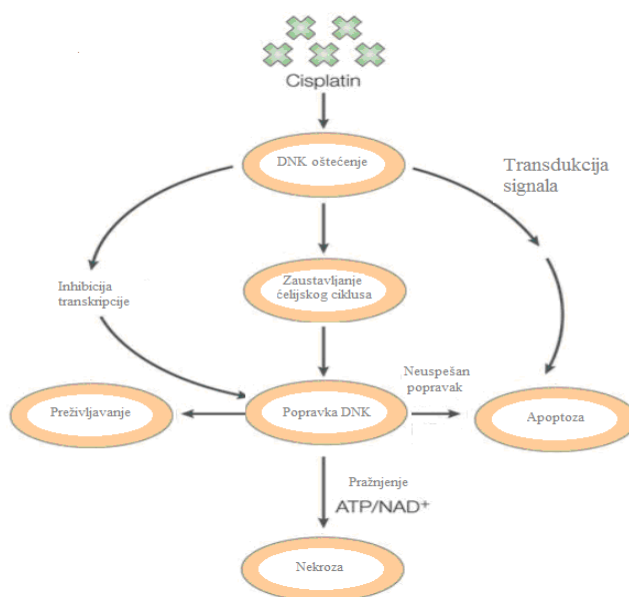 Cisplatin
DNK oštećenje
Transdukcija
signala
Zaustavljanje
ćelijskog ciklusa
Inhibicija
transkripcije
Neuspešan
popravak
Preživljavanje
Popravka DNK
Apoptoza
Pražnjenje
ATP/NAD⁺
Nekroza